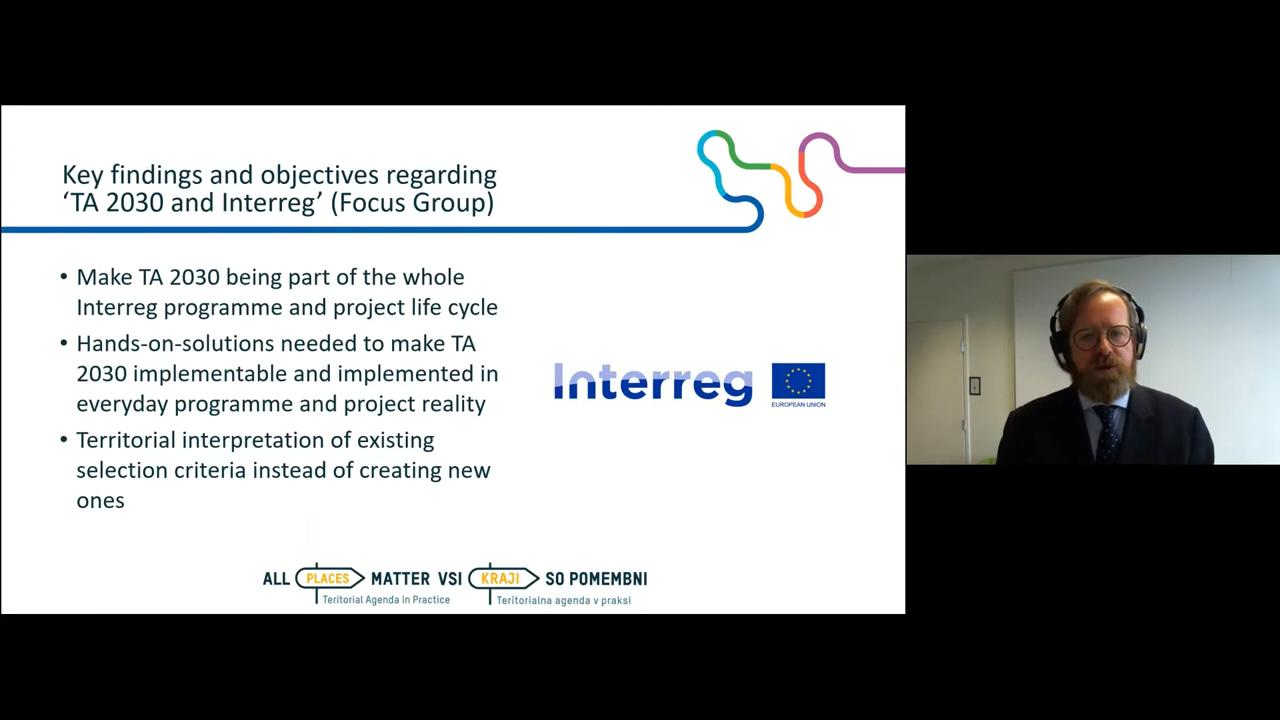 Key findings and objectives regarding
‘TA 2030 and Interreg’ (Focus Group)
• Make TA 2030 being part of the whole
Interreg programme and project life cycle
• Hands-on-solutions needed to make TA
2030 implementable and implemented in
everyday programme and project reality
• Territorial interpretation of existing
selection criteria instead of creating new
ones
Interreg
EUROPEAN UNION
ALL PLACES MATTER VSI KRAJI SO POMEMBNI
Teritorial Agenda in Practice Teritorialna agenda v praksi